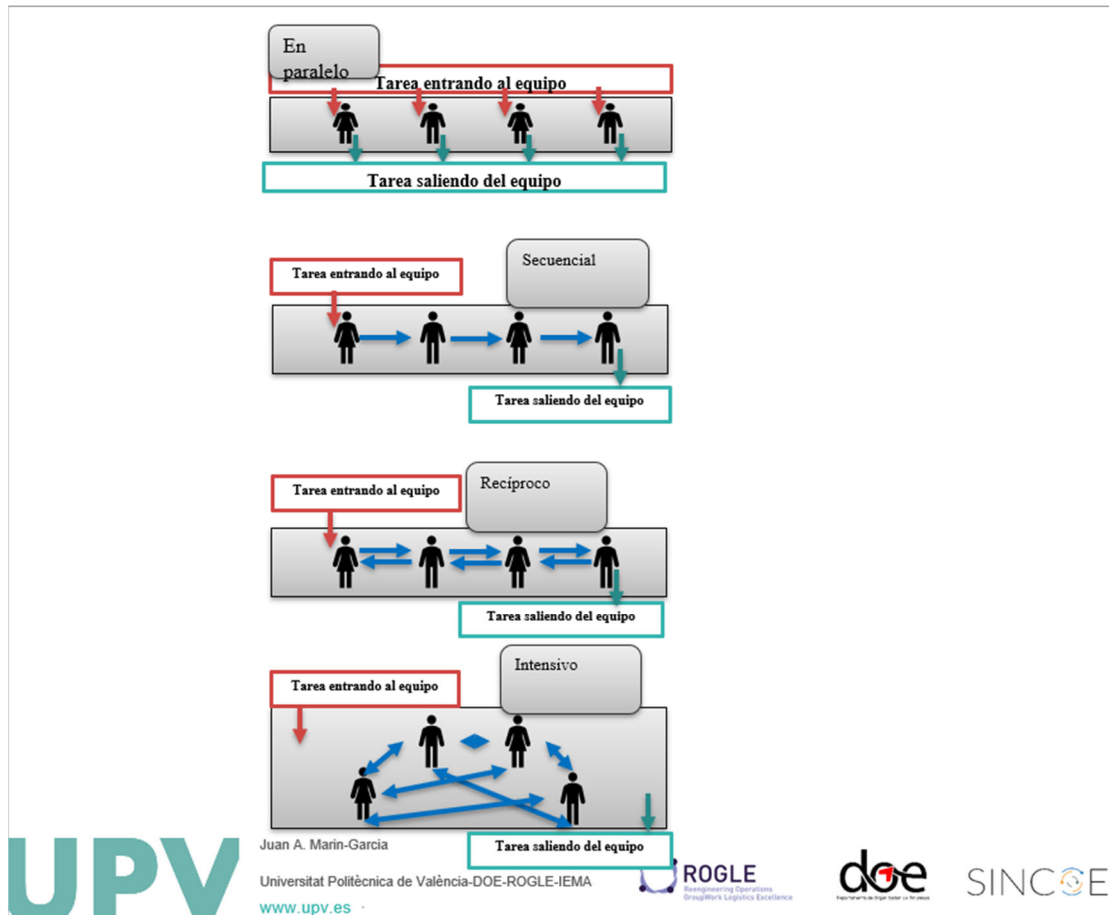 En
paralelo
Tarea entrando al equipo
Tarea saliendo del equipo
Tarea entrando al equipo
Secuencial
Tarea saliendo del equipo
Tarea entrando al equipo
Recíproco
Tarea saliendo del equipo
Tarea entrando al equipo
Intensivo
Tarea saliendo del equipo
UPV
Juan A. Marin-Garcia
Universitat Politècnica de València-DOE-ROGLE-IEMA
www.upv.es
ROGLE
Reengineering Operations
GroupWork Logistics Excellence
doe
SINCOE